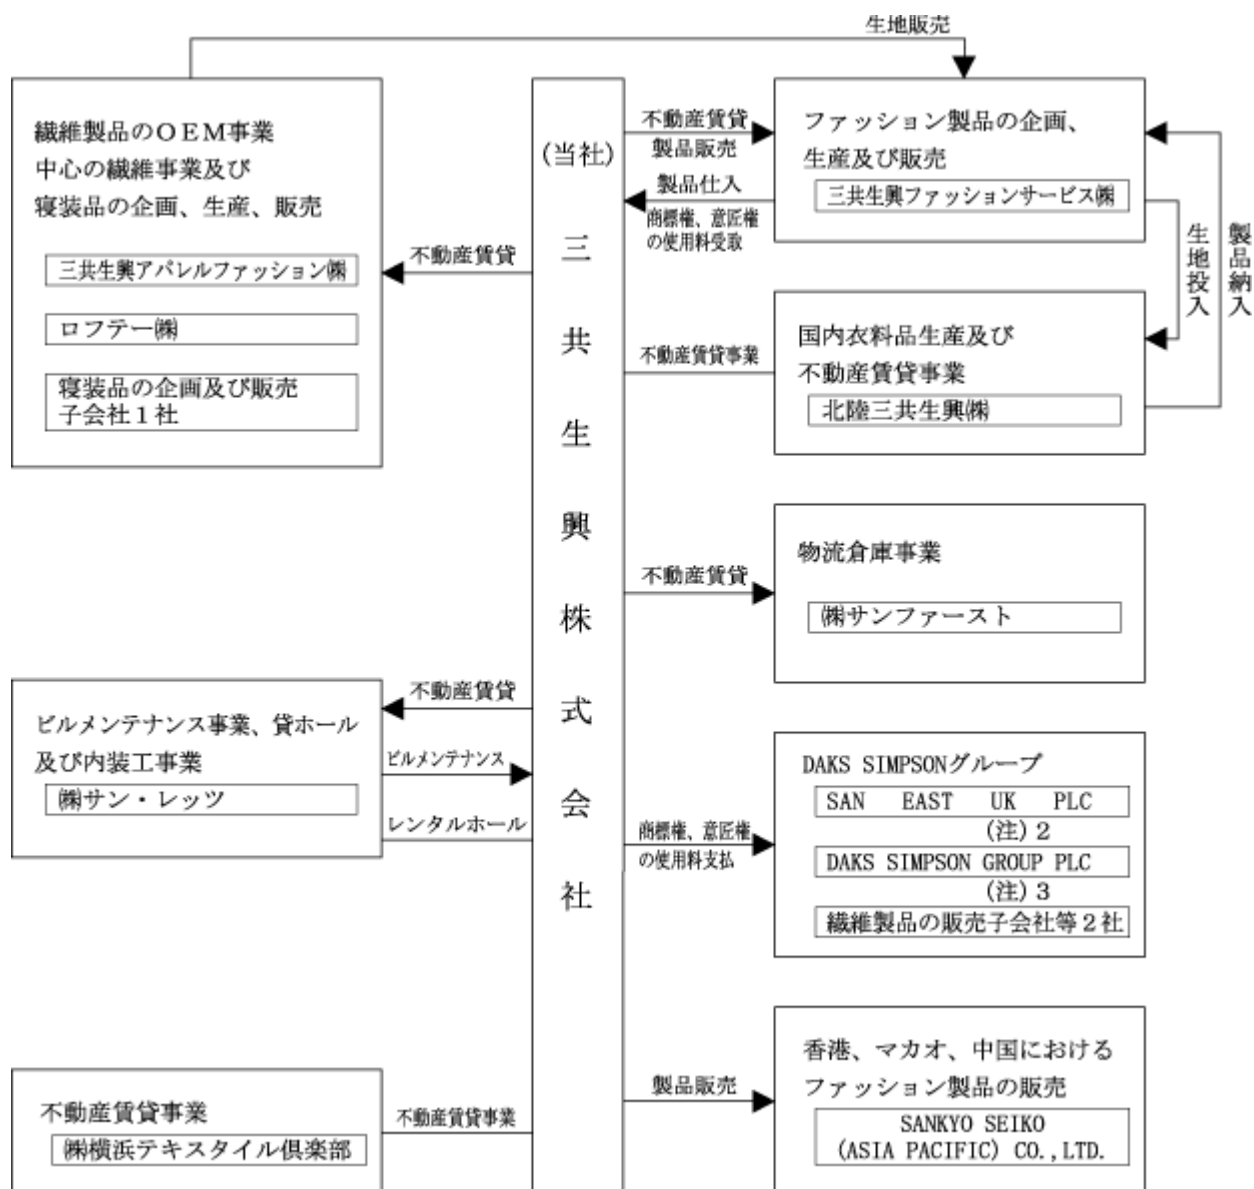 生地販売
繊維製品のＯＥＭ事業
中心の繊維事業及び
寝装品の企画、生産、販売
三共生興アパレルファッション㈱
ロフテー㈱
寝装品の企画及び販売
子会社１社
不動産賃貸
(当社)
三共生興株式会社
不動産賃貸
製品販売
製品仕入
商標権、意匠権
の使用料受取
ファッション製品の企画、
生産及び販売
三共生興ファッションサービス㈱
生地投入
製品納入
不動産賃貸事業
国内衣料品生産及び
不動産賃貸事業
北陸三共生興㈱
不動産賃貸
物流倉庫事業
㈱サンファースト
ビルメンテナンス事業、貸ホール
及び内装工事業
㈱サン・レッツ
不動産賃貸
ビルメンテナンス
レンタルホール
商標権、意匠権
の使用料支払
DAKS SIMPSONグループ
SAN EAST UK PLC
(注)２
DAKS SIMPSON GROUP PLC
(注)３
繊維製品の販売子会社等２社
不動産賃貸事業
㈱横浜テキスタイル倶楽部
不動産賃貸事業
製品販売
香港、マカオ、中国における
ファッション製品の販売
SANKYO SEIKO
(ASIA PACIFIC) CO.,LTD.